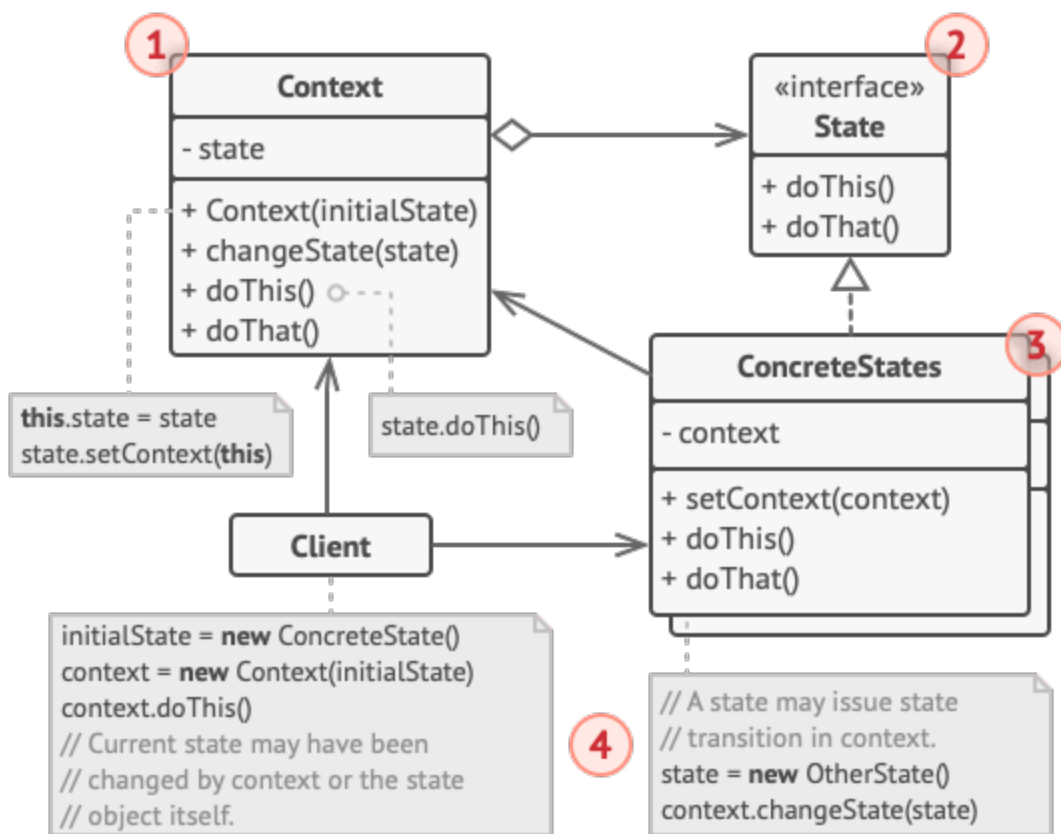 1
Context
- state
+ Context(initialState)
+ changeState(state)
+ doThis()
+ doThat()
2
«interface»
State
+ doThis()
+ doThat()
this.state = state
state.setContext(this)
state.doThis()
3
ConcreteStates
- context
+ setContext(context)
+ doThis()
+ doThat()
Client
initialState = new ConcreteState()
context = new Context(initialState)
context.doThis()
// Current state may have been
// changed by context or the state
// object itself.
4
// A state may issue state
// transition in context.
state = new OtherState()
context.changeState(state)